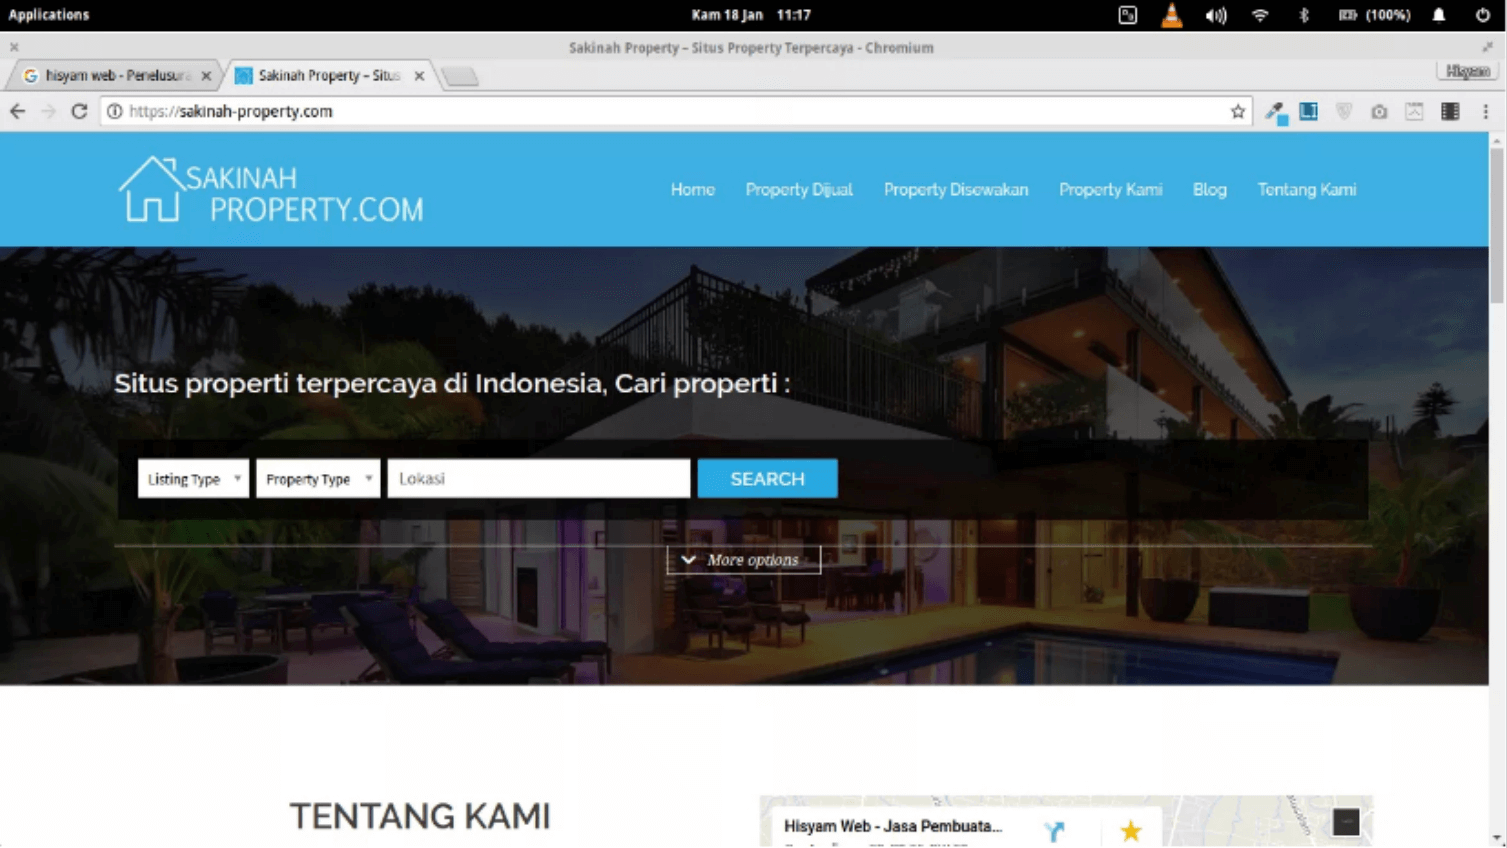 Applications
Kam 18 Jan 11:17
(100%)
Sakinah Property – Situs Property Terpercaya - Chromium
hisyam web - Penelusura
Sakinah Property – Situs
Hisyam
https://sakinah-property.com
SAKINAH
PROPERTY.COM
Home
Property Dijual
Property Disewakan
Property Kami
Blog
Tentang Kami
Situs properti terpercaya di Indonesia, Cari properti :
Listing Type
Property Type
Lokasi
SEARCH
More options
TENTANG KAMI
Hisyam Web - Jasa Pembuata...